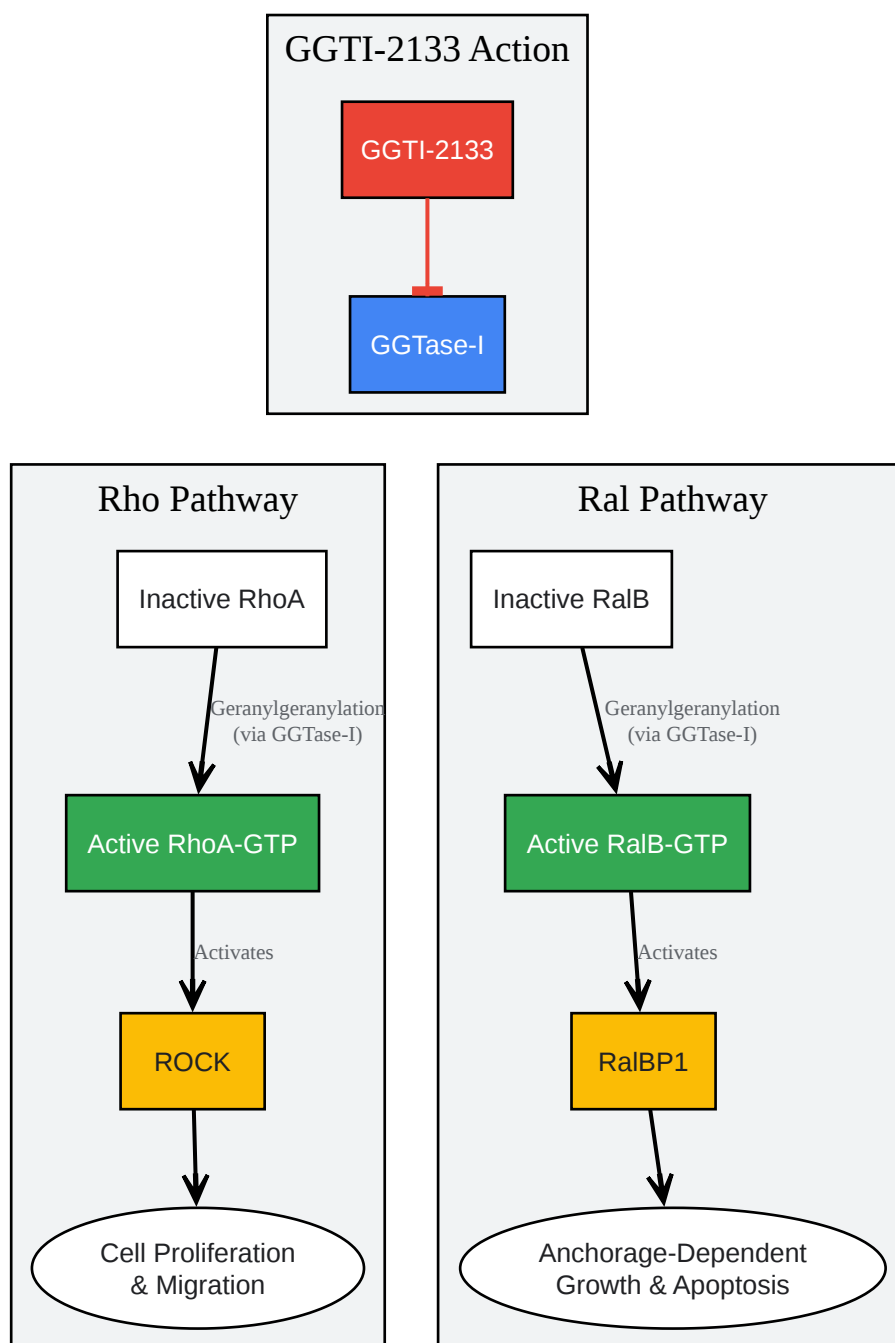 GGTI-2133 Action
GGTI-2133
GGTase-I
Rho Pathway
Inactive RhoA
Geranylgeranylation
(via GGTase-I)
Active RhoA-GTP
Activates
ROCK
Cell Proliferation
& Migration
Ral Pathway
Inactive RalB
Geranylgeranylation
(via GGTase-I)
Active RalB-GTP
Activates
RalBP1
Anchorage-Dependent
Growth & Apoptosis